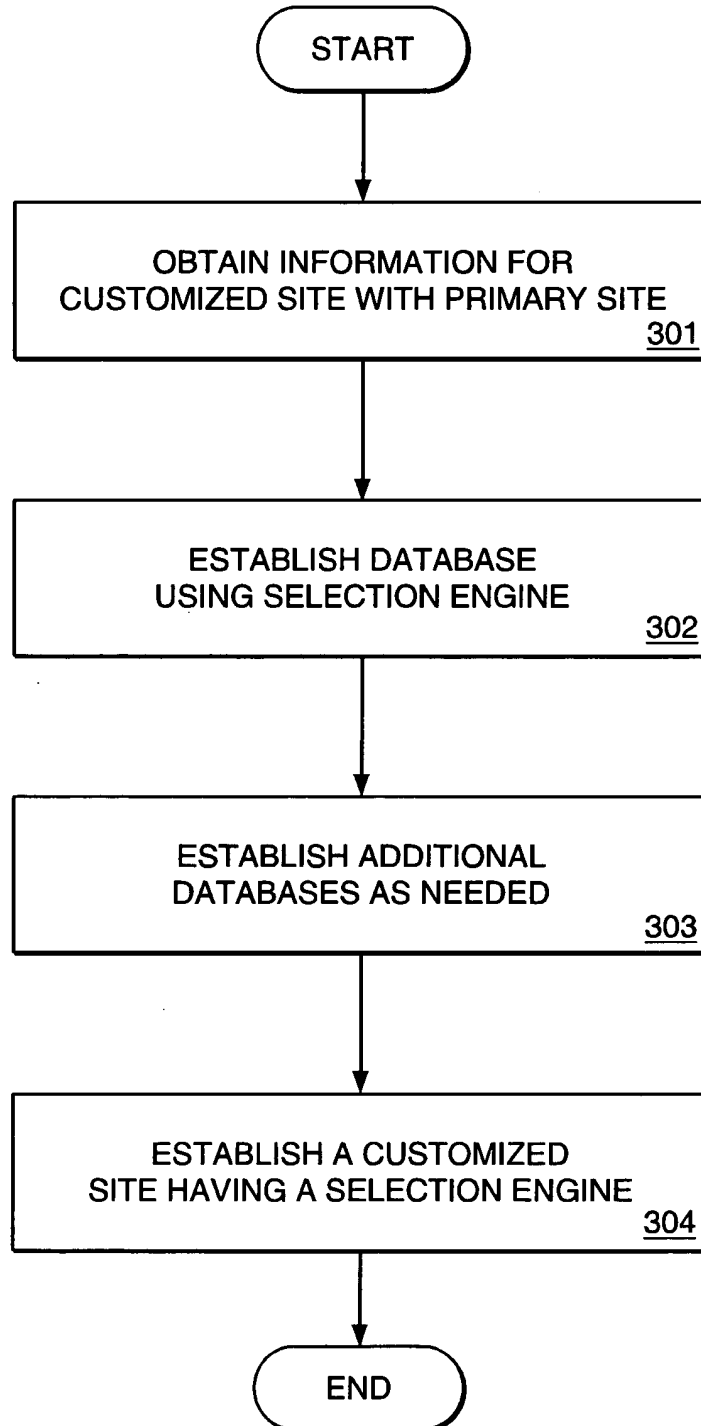 START
OBTAIN INFORMATION FOR
CUSTOMIZED SITE WITH PRIMARY SITE
301
ESTABLISH DATABASE
USING SELECTION ENGINE
302
ESTABLISH ADDITIONAL
DATABASES AS NEEDED
303
ESTABLISH A CUSTOMIZED
SITE HAVING A SELECTION ENGINE
304
END